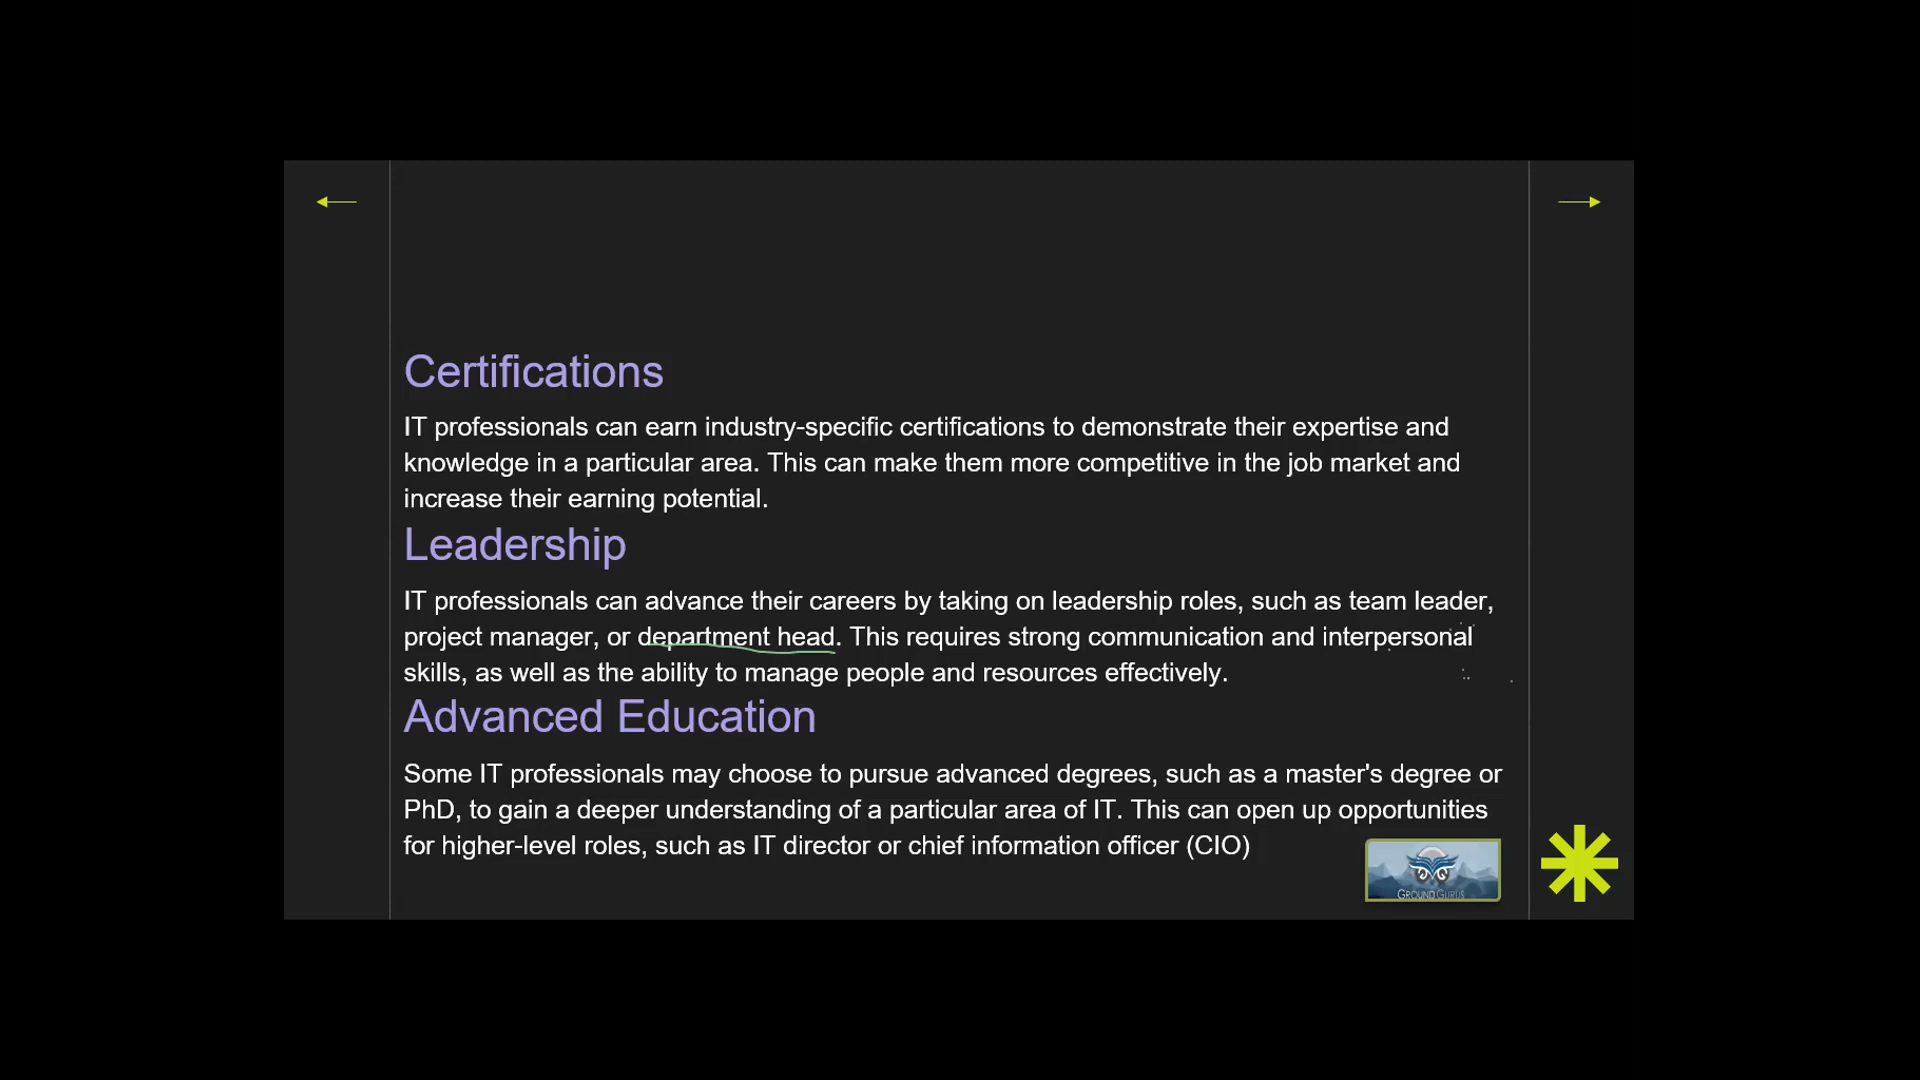 Certifications
IT professionals can earn industry-specific certifications to demonstrate their expertise and
knowledge in a particular area. This can make them more competitive in the job market and
increase their earning potential.
Leadership
IT professionals can advance their careers by taking on leadership roles, such as team leader,
project manager, or department head. This requires strong communication and interpersonal
skills, as well as the ability to manage people and resources effectively.
Advanced Education
Some IT professionals may choose to pursue advanced degrees, such as a master's degree or
PhD, to gain a deeper understanding of a particular area of IT. This can open up opportunities
for higher-level roles, such as IT director or chief information officer (CIO)
GROUND GURUS